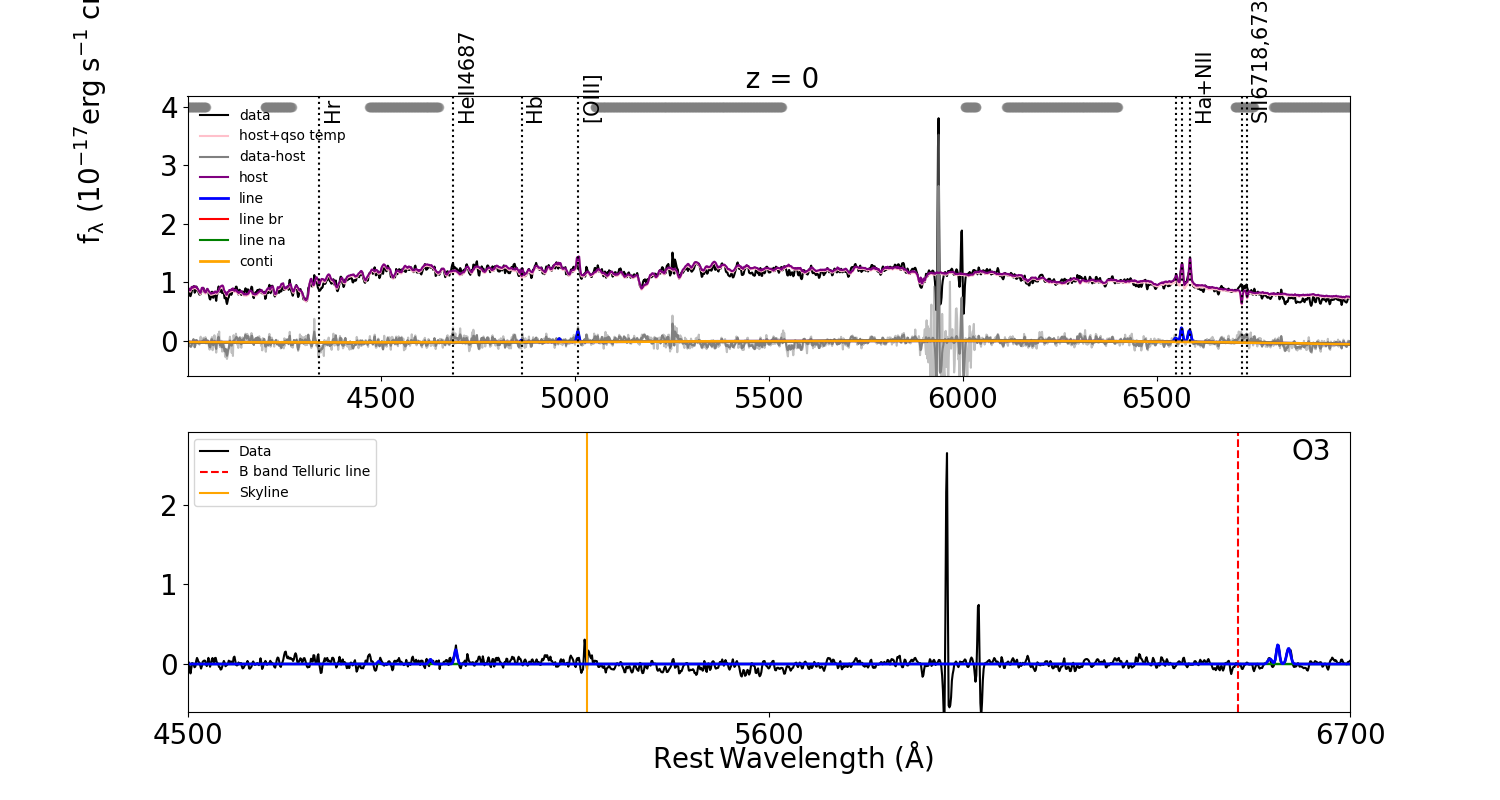 z = 0
f_λ (10^−17 erg s^−1
Hr
HeII4687
Hb
[OIII]
Ha+NII
SII6718,673
4
3
2
1
0
data
host+qso temp
data-host
host
line
line br
line na
conti
4500
5000
5500
6000
6500
Data
B band Telluric line
Skyline
O3
2
1
0
4500
5600
6700
Rest Wavelength (Å)